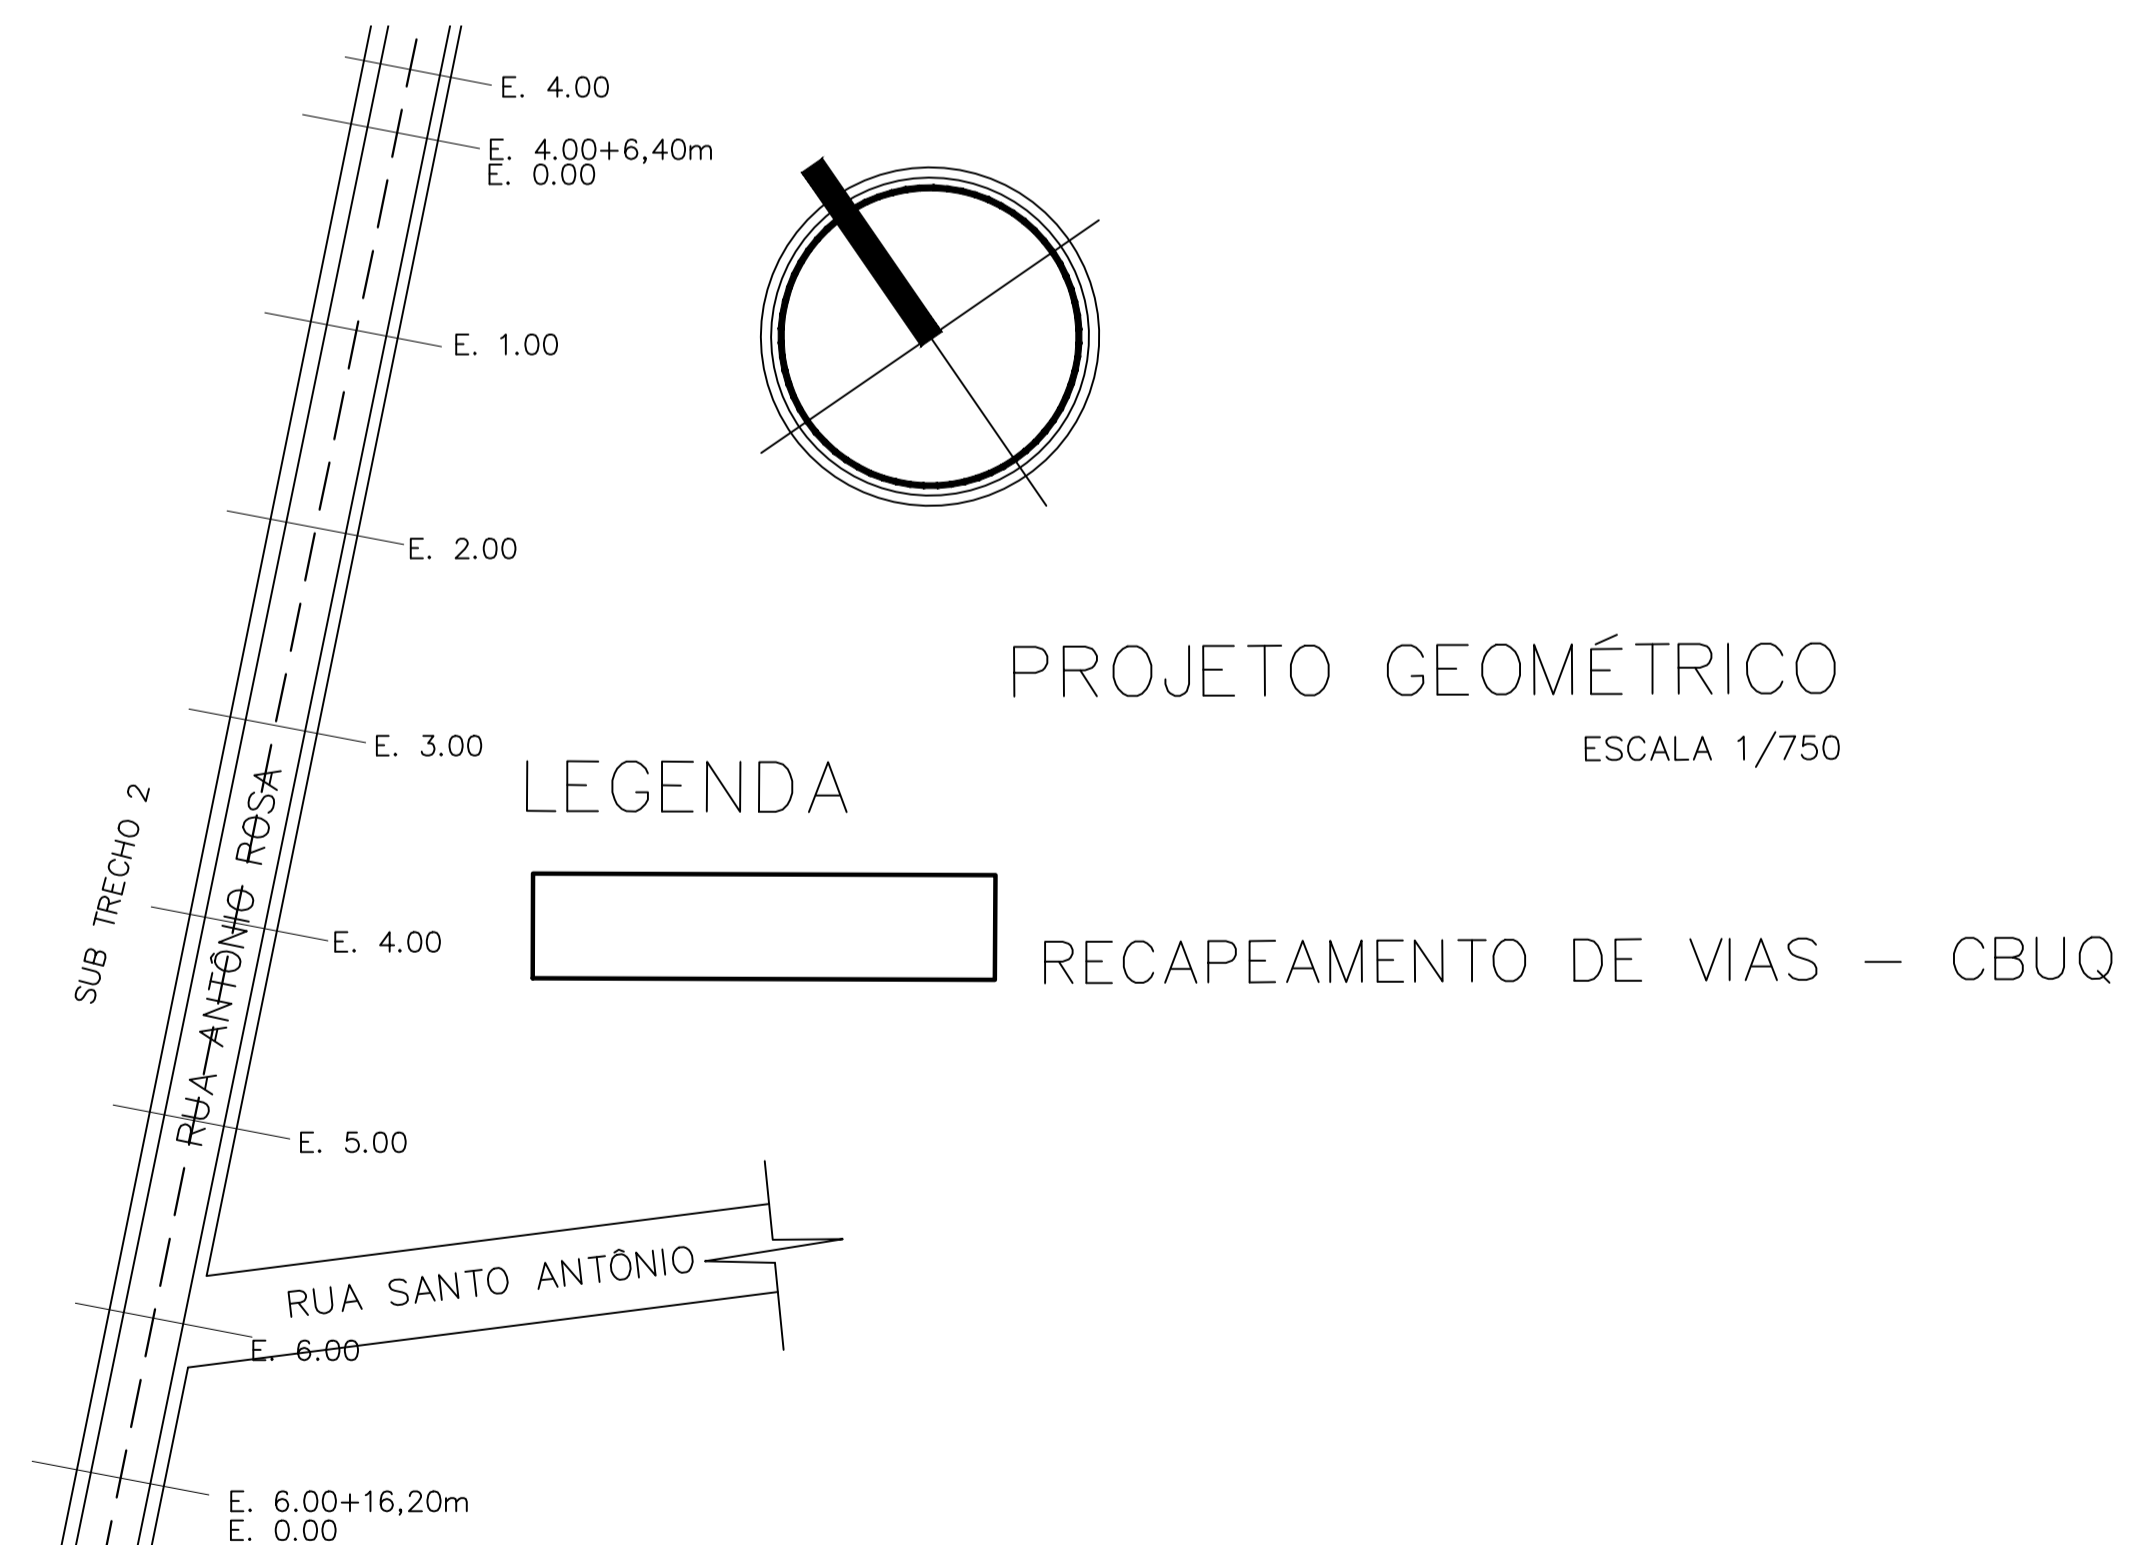 E. 4.00
E. 4.00+6,40m
E. 0.00
E. 1.00
E. 2.00
PROJETO GEOMÉTRICO
ESCALA 1/750
E. 3.00
LEGENDA
SUB TRECHO 2
RUA ANTÔNIO ROSA
E. 4.00
RECAPEAMENTO DE VIAS - CBUQ
E. 5.00
RUA SANTO ANTÔNIO
E. 6.00
E. 6.00+16,20m
E. 0.00